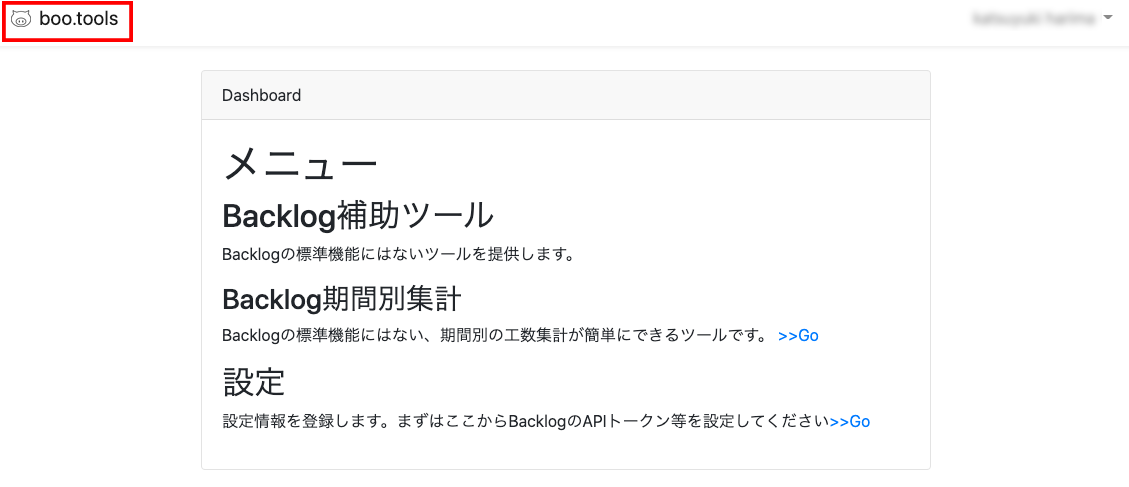 boo.tools
Dashboard
メニュー
Backlog補助ツール
Backlogの標準機能にはないツールを提供します。
Backlog期間別集計
Backlogの標準機能にはない、期間別の工数集計が簡単にできるツールです。 >>Go
設定
設定情報を登録します。まずはここからBacklogのAPIトークン等を設定してください>>Go